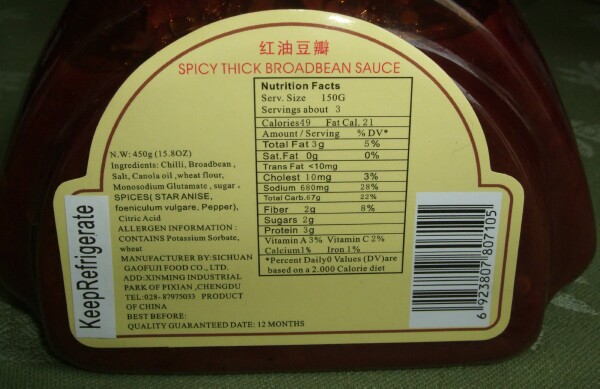 红油豆瓣
SPICY THICK BROADBEAN SAUCE
Nutrition Facts
Serv. Size 150G
Servings about 3
Calories49 Fat Cal. 21
Amount / Serving % DV*
Total Fat 3g 5%
Sat.Fat 0g 0%
Trans Fat <10mg
Cholest 10mg 3%
Sodium 680mg 28%
Total Carb.67g 22%
Fiber 2g 8%
Sugars 2g
Protein 3g
Vitamin A 3% Vitamin C 2%
Calcium1% Iron 1%
*Percent Daily0 Values (DV)are
based on a 2.000 Calorie diet
N.W: 450g (15.8OZ)
Ingredients: Chilli, Broadbean ,
Salt, Canola oil ,wheat flour,
Monosodium Glutamate , sugar 、
SPICES( STAR ANISE,
foeniculum vulgare, Pepper),
Citric Acid
ALLERGEN INFORMATION :
CONTAINS Potassium Sorbate,
wheat
MANUFACTURER BY:SICHUAN
GAOFUJI FOOD CO., LTD.
ADD:XINMING INDUSTRIAL
PARK OF PIXIAN ,CHENGDU
TEL:028- 87975033 PRODUCT
OF CHINA
BEST BEFORE:
QUALITY GUARANTEED DATE: 12 MONTHS
KeepRefrigerate
6 923807 807105